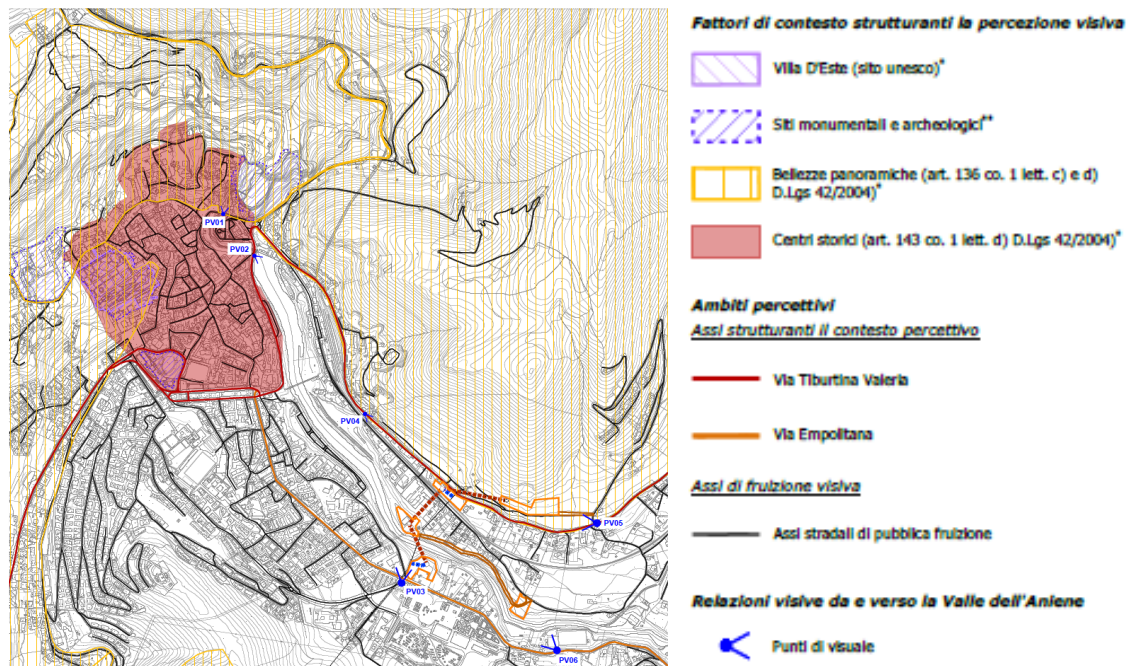 PV01
PV02
PV04
PV05
PV03
PV06
Fattori di contesto strutturanti la percezione visiva
Villa D'Este (sito unesco)*
Siti monumentali e archeologici**
Bellezze panoramiche (art. 136 co. 1 lett. c) e d)
D.Lgs 42/2004)*
Centri storici (art. 143 co. 1 lett. d) D.Lgs 42/2004)*
Ambiti percettivi
Assi strutturanti il contesto percettivo
Via Tiburtina Valeria
Via Empolitana
Assi di fruizione visiva
Assi stradali di pubblica fruizione
Relazioni visive da e verso la Valle dell'Aniene
Punti di visuale